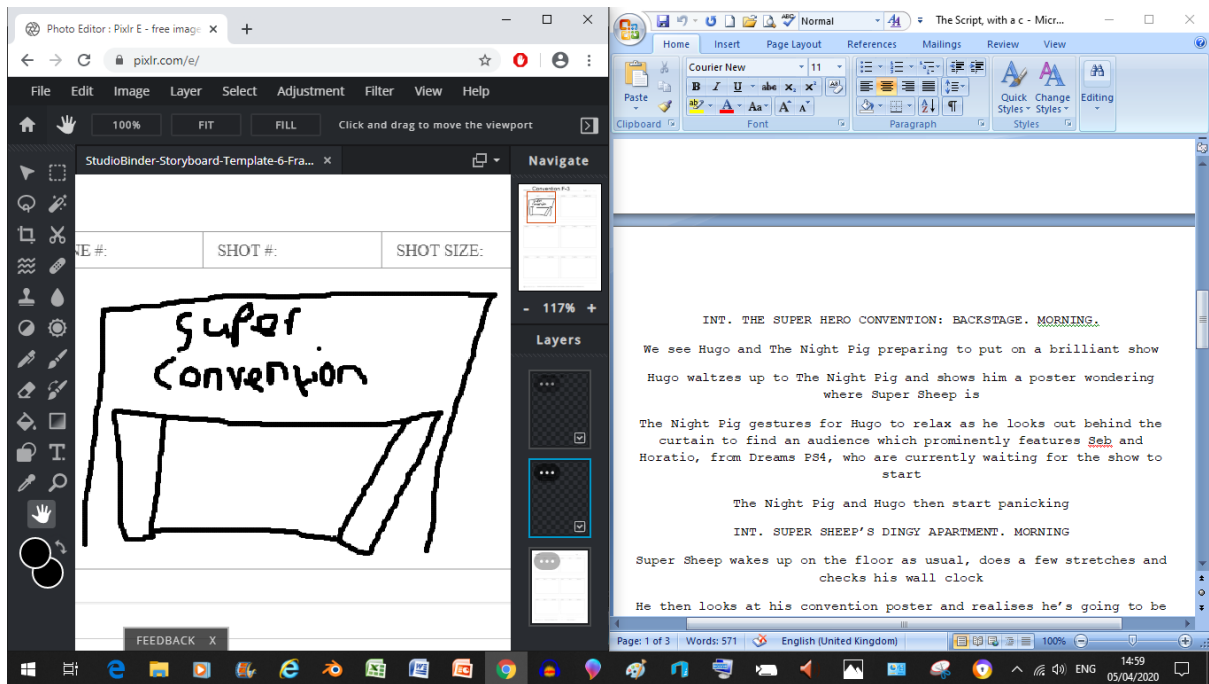 Photo Editor : Pixlr E - free image
pixlr.com/e/
File Edit Image Layer Select Adjustment Filter View Help
100% FIT FILL Click and drag to move the viewport
StudioBinder-Storyboard-Template-6-Fra...
Navigate
NE #: SHOT #: SHOT SIZE:
Super
Convention
- 117% +
Layers
FEEDBACK X
Normal
The Script, with a c - Micr...
Home Insert Page Layout References Mailings Review View
Paste
Courier New 11
Quick Styles
Change Styles
Editing
Clipboard Font Paragraph Styles
INT. THE SUPER HERO CONVENTION: BACKSTAGE. MORNING.
We see Hugo and The Night Pig preparing to put on a brilliant show
Hugo waltzes up to The Night Pig and shows him a poster wondering
where Super Sheep is
The Night Pig gestures for Hugo to relax as he looks out behind the
curtain to find an audience which prominently features Seb and
Horatio, from Dreams PS4, who are currently waiting for the show to
start
The Night Pig and Hugo then start panicking
INT. SUPER SHEEP'S DINGY APARTMENT. MORNING
Super Sheep wakes up on the floor as usual, does a few stretches and
checks his wall clock
He then looks at his convention poster and realises he's going to be
Page: 1 of 3 Words: 571 English (United Kingdom) 100%
ENG
14:59
05/04/2020